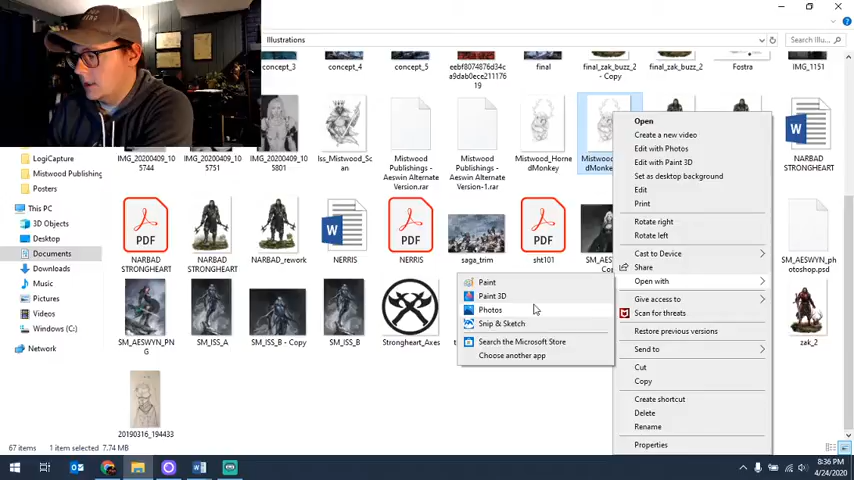 Illustrations
Search Illu...
concept_3
concept_4
concept_5
eebf8074876d34c
a9dab0ece211176
19
final
final_zak_buzz_2
- Copy
final_zak_buzz_2
Fostra
IMG_1151
IMG_20200409_10
5744
IMG_20200409_10
5751
IMG_20200409_10
5801
Iss_Mistwood_Sc
an
Mistwood
Publishings -
Aeswin Alternate
Version.rar
Mistwood
Publishings -
Aeswin Alternate
Version-1.rar
Mistwood_Horne
dMonkey
Mistwood
dMonke
NARBAD
STRONGHEART
LogiCapture
Mistwood Publishing
Posters
This PC
3D Objects
Desktop
Documents
Downloads
Music
Pictures
Videos
Windows (C:)
Network
PDF
NARBAD
STRONGHEART
NARBAD
STRONGHEART
NARBAD_rework
NERRIS
PDF
NERRIS
saga_trim
PDF
sht101
SM_AE
Cop
SM_AESWYN_ph
otoshop.psd
SM_AESWYN_PN
G
SM_ISS_A
SM_ISS_B - Copy
SM_ISS_B
Strongheart_Axes
zak_2
20190316_194433
Open
Create a new video
Edit with Photos
Edit with Paint 3D
Set as desktop background
Edit
Print
Rotate right
Rotate left
Cast to Device
Share
Open with
Give access to
Scan for threats
Restore previous versions
Send to
Cut
Copy
Create shortcut
Delete
Rename
Properties
Paint
Paint 3D
Photos
Snip & Sketch
Search the Microsoft Store
Choose another app
67 items
1 item selected 7.74 MB
8:36 PM
4/24/2020